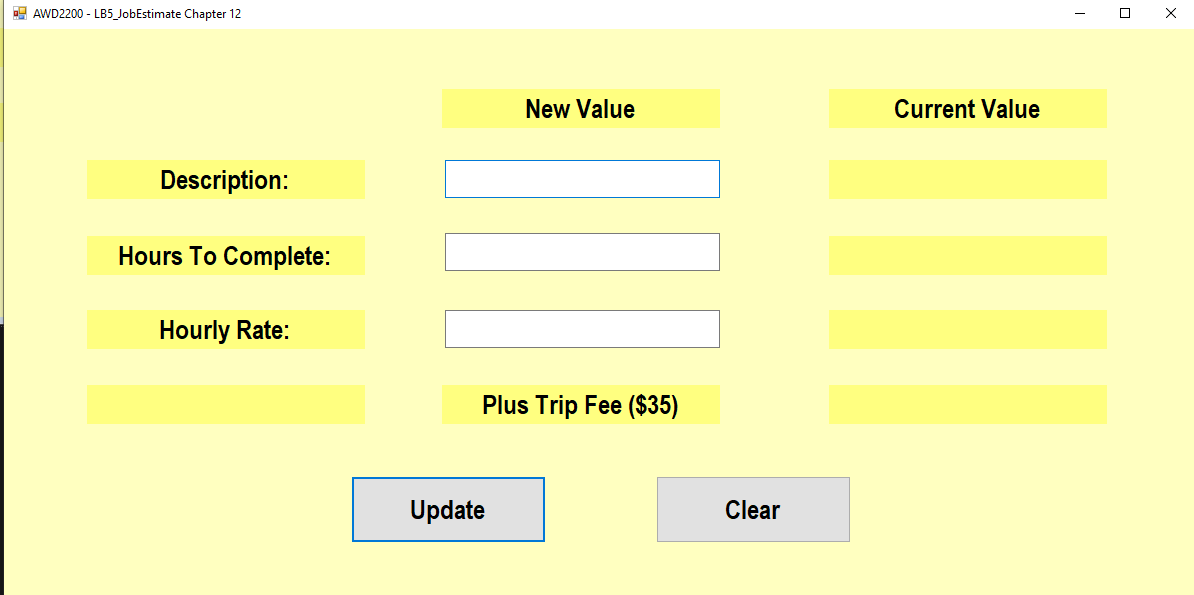 AWD2200 - LB5_JobEstimate Chapter 12
New Value
Current Value
Description:
Hours To Complete:
Hourly Rate:
Plus Trip Fee ($35)
Update
Clear